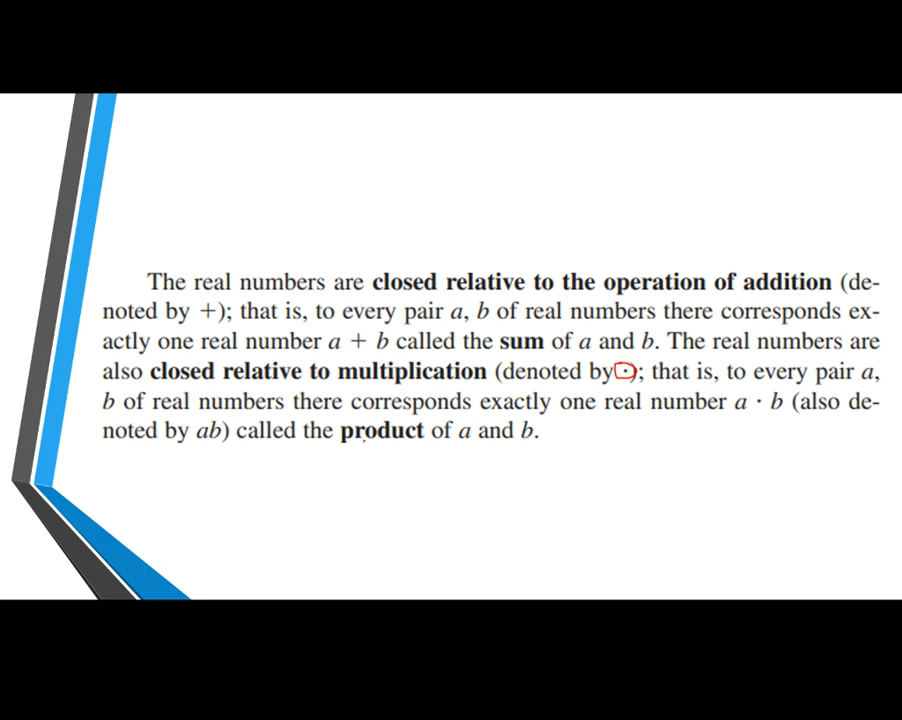 The real numbers are closed relative to the operation of addition (de-
noted by +); that is, to every pair a, b of real numbers there corresponds ex-
actly one real number a + b called the sum of a and b. The real numbers are
also closed relative to multiplication (denoted by ·); that is, to every pair a,
b of real numbers there corresponds exactly one real number a · b (also de-
noted by ab) called the product of a and b.